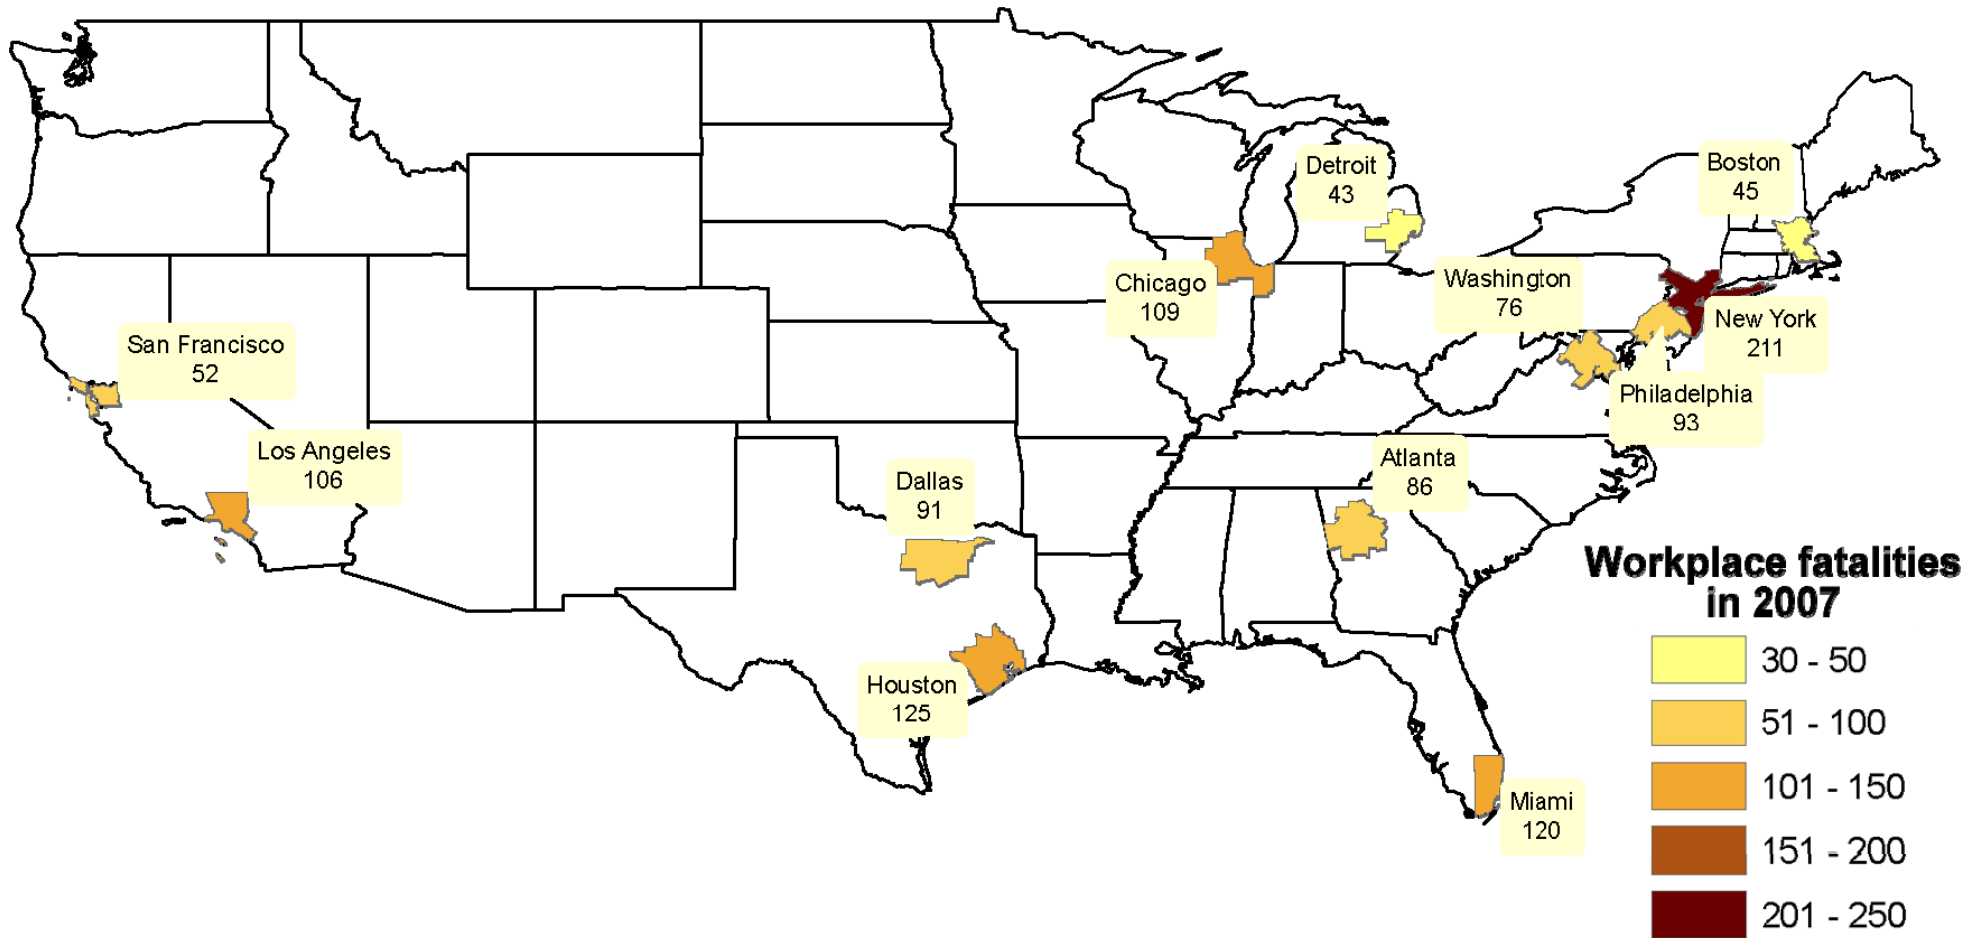 Detroit
43
Boston
45
Chicago
109
Washington
76
New York
211
San Francisco
52
Philadelphia
93
Los Angeles
106
Dallas
91
Atlanta
86
Houston
125
Miami
120
Workplace fatalities
in 2007
30 - 50
51 - 100
101 - 150
151 - 200
201 - 250